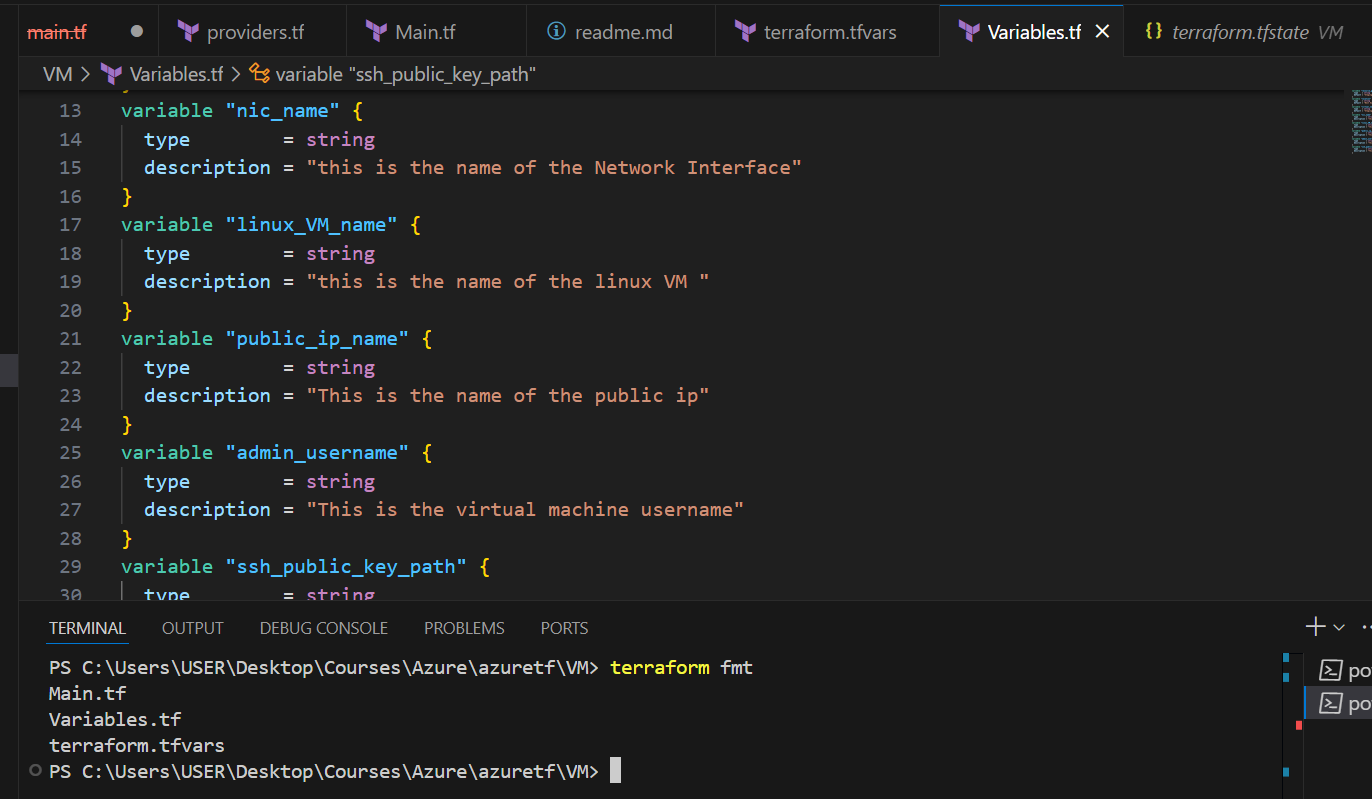 main.tf
providers.tf
Main.tf
readme.md
terraform.tfvars
Variables.tf
terraform.tfstate VM
VM > Variables.tf > variable "ssh_public_key_path"
13 variable "nic_name" {
14 type = string
15 description = "this is the name of the Network Interface"
16 }
17 variable "linux_VM_name" {
18 type = string
19 description = "this is the name of the linux VM "
20 }
21 variable "public_ip_name" {
22 type = string
23 description = "This is the name of the public ip"
24 }
25 variable "admin_username" {
26 type = string
27 description = "This is the virtual machine username"
28 }
29 variable "ssh_public_key_path" {
30 type = string
TERMINAL OUTPUT DEBUG CONSOLE PROBLEMS PORTS
PS C:\Users\USER\Desktop\Courses\Azure\azuretf\VM> terraform fmt
Main.tf
Variables.tf
terraform.tfvars
PS C:\Users\USER\Desktop\Courses\Azure\azuretf\VM>
po
po